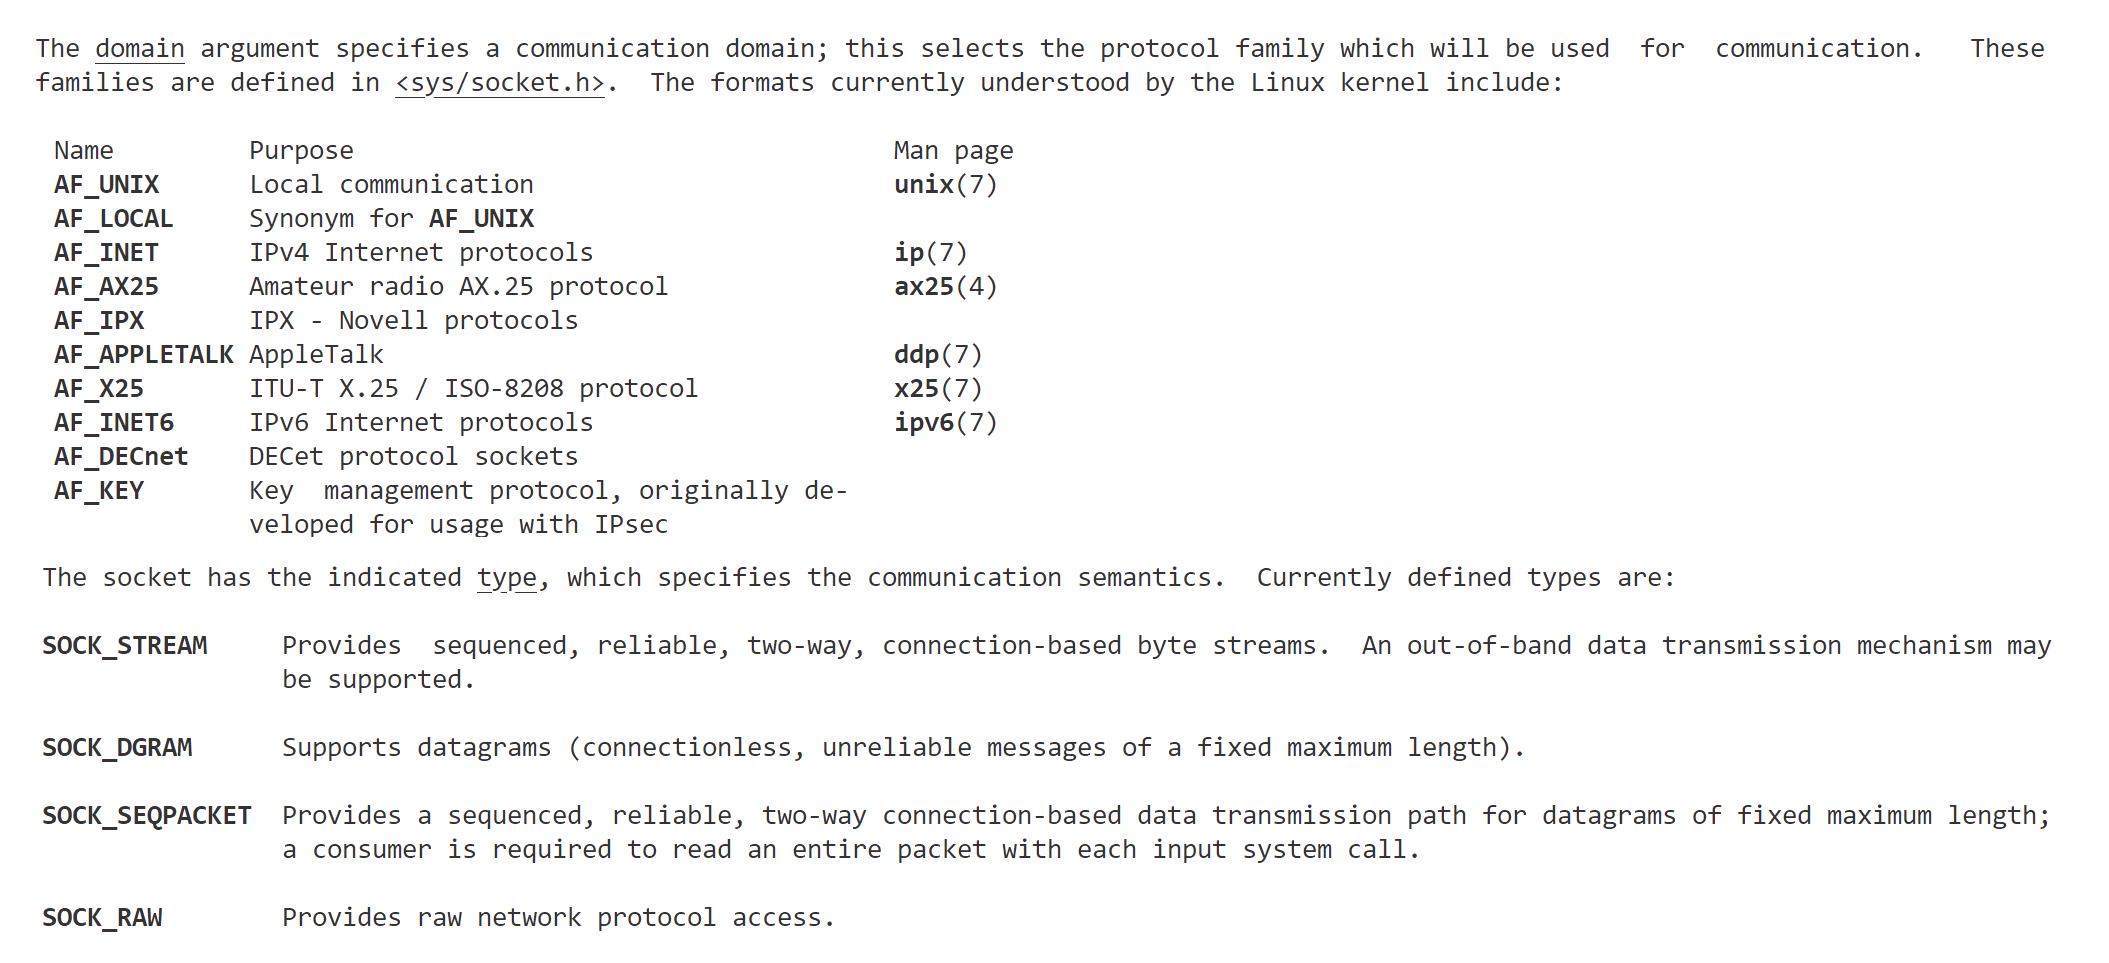 The domain argument specifies a communication domain; this selects the protocol family which will be used  for  communication.   These
families are defined in <sys/socket.h>.  The formats currently understood by the Linux kernel include:
Name         Purpose                                    Man page
AF_UNIX      Local communication                        unix(7)
AF_LOCAL     Synonym for AF_UNIX
AF_INET      IPv4 Internet protocols                    ip(7)
AF_AX25      Amateur radio AX.25 protocol               ax25(4)
AF_IPX       IPX - Novell protocols
AF_APPLETALK AppleTalk                                  ddp(7)
AF_X25       ITU-T X.25 / ISO-8208 protocol             x25(7)
AF_INET6     IPv6 Internet protocols                    ipv6(7)
AF_DECnet    DECet protocol sockets
AF_KEY       Key  management protocol, originally de-
             veloped for usage with IPsec
The socket has the indicated type, which specifies the communication semantics.  Currently defined types are:
SOCK_STREAM     Provides  sequenced, reliable, two-way, connection-based byte streams.  An out-of-band data transmission mechanism may
                be supported.
SOCK_DGRAM      Supports datagrams (connectionless, unreliable messages of a fixed maximum length).
SOCK_SEQPACKET  Provides a sequenced, reliable, two-way connection-based data transmission path for datagrams of fixed maximum length;
                a consumer is required to read an entire packet with each input system call.
SOCK_RAW        Provides raw network protocol access.